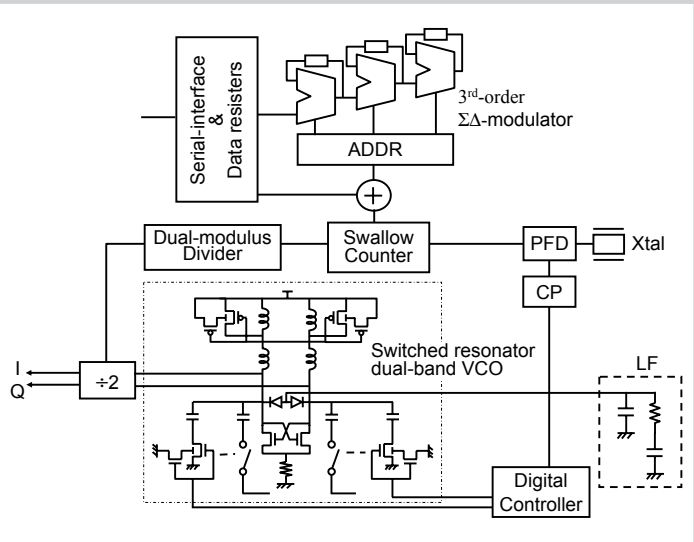 Serial-interface
&
Data resisters
3rd-order
ΣΔ-modulator
ADDR
+
Dual-modulus
Divider
Swallow
Counter
PFD
Xtal
CP
Switched resonator
dual-band VCO
I
Q
÷2
LF
Digital
Controller